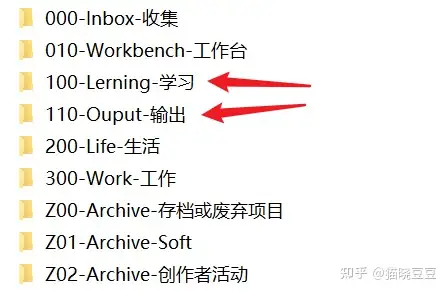 000-Inbox-收集
010-Workbench-工作台
100-Lerning-学习
110-Ouput-输出
200-Life-生活
300-Work-工作
Z00-Archive-存档或废弃项目
Z01-Archive-Soft
Z02-Archive-创作者活动
知乎 @猫晓豆豆